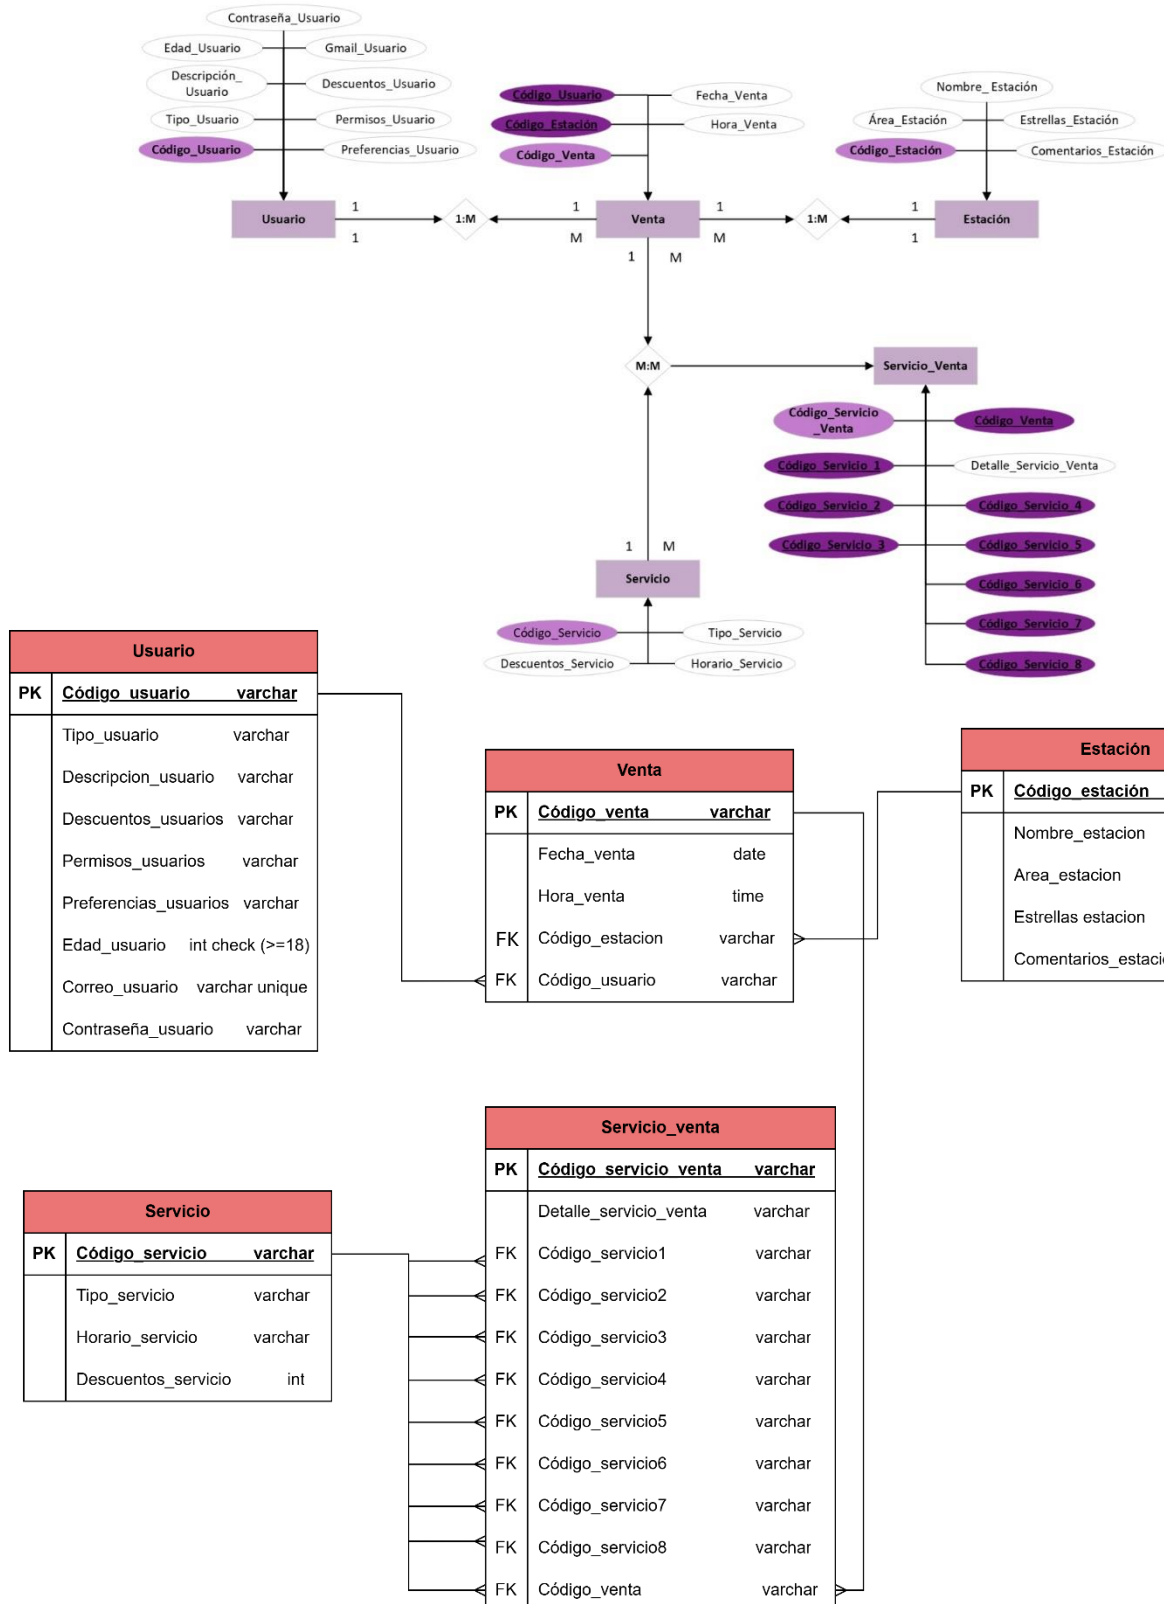 Contraseña_Usuario
Edad_Usuario
Gmail_Usuario
Descripción_
Usuario
Descuentos_Usuario
Tipo_Usuario
Permisos_Usuario
Código_Usuario
Preferencias_Usuario
Usuario
1
1
1:M
Código_Usuario
Fecha_Venta
Código_Estación
Hora_Venta
Código_Venta
1
M
Venta
1
M
1
M
1:M
Nombre_ Estación
Área_Estación
Estrellas_Estación
Código_Estación
Comentarios_Estación
1
1
Estación
M:M
Servicio_Venta
Código_Servicio
_Venta
Código_Venta
Código_Servicio_1
Detalle_Servicio_Venta
Código_Servicio_2
Código_Servicio_4
Código_Servicio_3
Código_Servicio_5
Código_Servicio_6
Código_Servicio_7
Código_Servicio_8
1
M
Servicio
Código_Servicio
Tipo_Servicio
Descuentos_Servicio
Horario_Servicio
Usuario
PK Código_usuario varchar
Tipo_usuario varchar
Descripcion_usuario varchar
Descuentos_usuarios varchar
Permisos_usuarios varchar
Preferencias_usuarios varchar
Edad_usuario int check (>=18)
Correo_usuario varchar unique
Contraseña_usuario varchar
Venta
PK Código_venta varchar
Fecha_venta date
Hora_venta time
FK Código_estacion varchar
FK Código_usuario varchar
Estación
PK Código_estación
Nombre_estacion
Area_estacion
Estrellas estacion
Comentarios_estacio
Servicio
PK Código_servicio varchar
Tipo_servicio varchar
Horario_servicio varchar
Descuentos_servicio int
Servicio_venta
PK Código_servicio_venta varchar
Detalle_servicio_venta varchar
FK Código_servicio1 varchar
FK Código_servicio2 varchar
FK Código_servicio3 varchar
FK Código_servicio4 varchar
FK Código_servicio5 varchar
FK Código_servicio6 varchar
FK Código_servicio7 varchar
FK Código_servicio8 varchar
FK Código_venta varchar